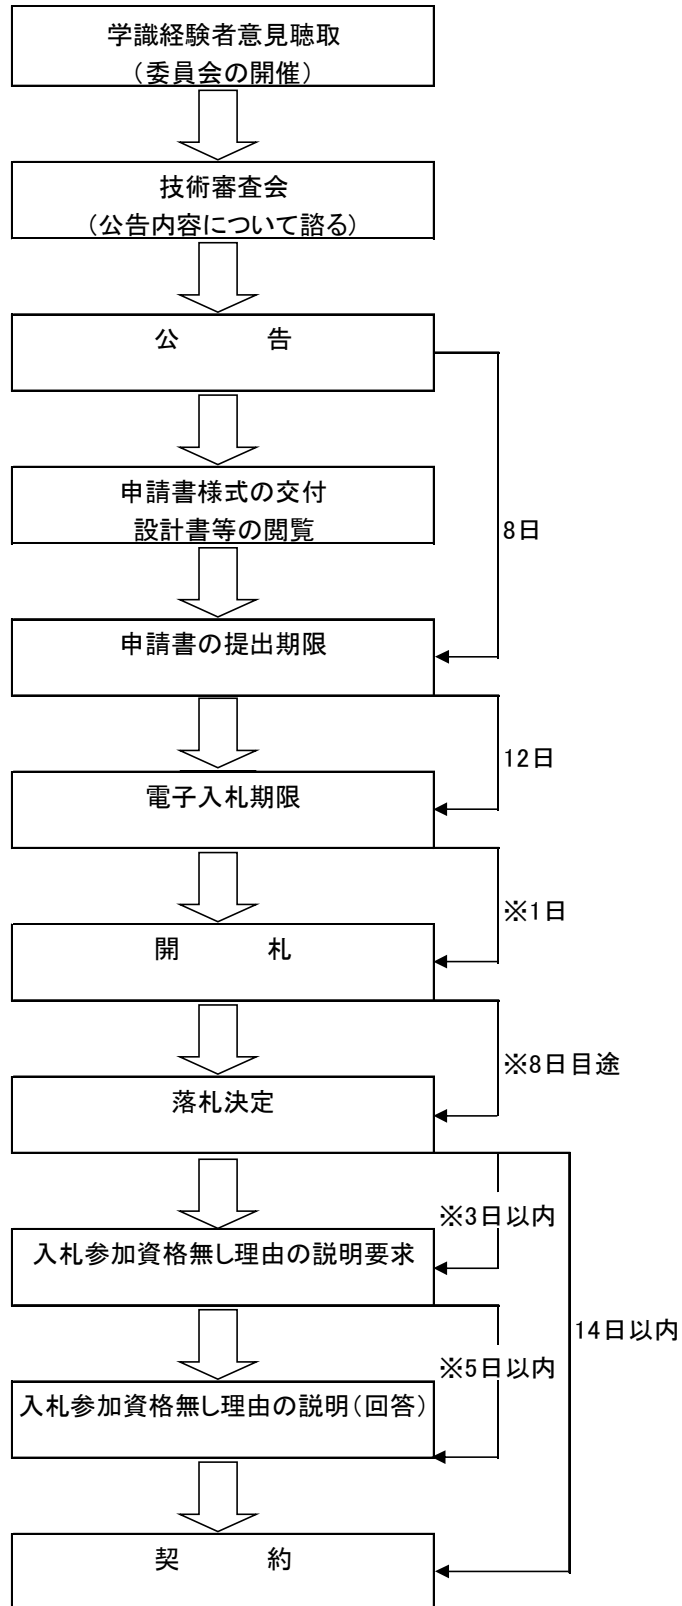 学識経験者意見聴取
（委員会の開催）
技術審査会
（公告内容について諮る）
公　　　告
申請書様式の交付
設計書等の閲覧
8日
申請書の提出期限
12日
電子入札期限
※1日
開　　　札
※8日目途
落札決定
※3日以内
入札参加資格無し理由の説明要求
14日以内
※5日以内
入札参加資格無し理由の説明（回答）
契　　　約